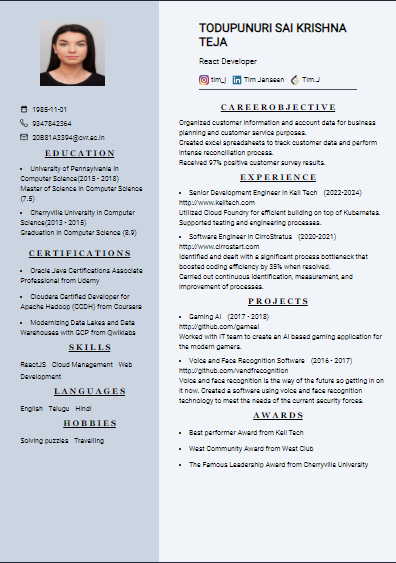 TODUPUNURI SAI KRISHNA
TEJA
React Developer
tim_j Tim Janseen Tim.J
1985-11-01
9347842364
20B81A3394@cvr.ac.in
EDUCATION
• University of Pennsylvania in
Computer Science(2015 - 2018)
Master of Science in Computer Science
(7.5)
• Cherryville University in Computer
Science(2013 - 2015)
Graduation in Computer Science (8.9)
CERTIFICATIONS
• Oracle Java Certifications Associate
Professional from Udemy
• Cloudera Certified Developer for
Apache Hadoop (CCDH) from Coursera
• Modernizing Data Lakes and Data
Warehouses with GCP from Qwiklabs
SKILLS
ReactJS Cloud Management Web
Development
LANGUAGES
English Telugu Hindi
HOBBIES
Solving puzzles Travelling
CAREEROBJECTIVE
Organized customer information and account data for business
planning and customer service purposes.
Created excel spreadsheets to track customer data and perform
intense reconciliation process.
Received 97% positive customer survey results.
EXPERIENCE
• Senior Development Engineer in Keil Tech (2022-2024)
http://www.keiltech.com
Utilized Cloud Foundry for efficient building on top of Kubernetes.
Supported testing and engineering processes.
• Software Engineer in CirroStratus (2020-2021)
http://www.cirrostart.com
Identified and dealt with a significant process bottleneck that
boosted coding efficiency by 35% when resolved.
Carried out continuous identification, measurement, and
improvement of processes.
PROJECTS
• Gaming AI (2017 - 2018)
http://github.com/gameai
Worked with IT team to create an AI based gaming application for
the modern gamers.
• Voice and Face Recognition Software (2016 - 2017)
http://github.com/vandfrecognition
Voice and face recognition is the way of the future so getting in on
it now. Created a software using voice and face recognition
technology to meet the needs of the current security forces.
AWARDS
• Best performer Award from Keil Tech
• West Community Award from West Club
• The Famous Leadership Award from Cherryville University